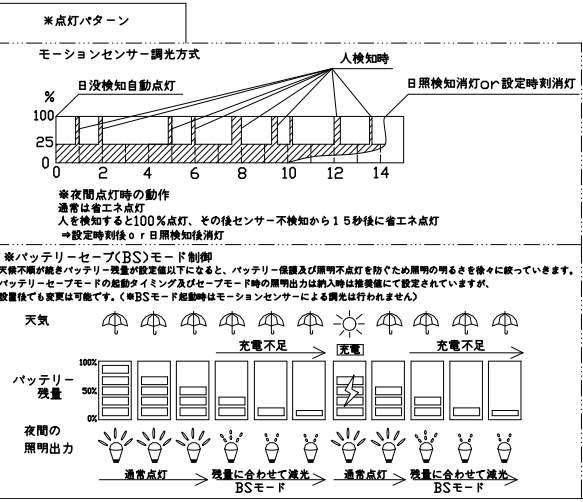 ※点灯パターン
モーションセンサー調光方式
人検知時
日没検知自動点灯
日照検知消灯or設定時刻消灯
%
100
25
0
0 2 4 6 8 10 12 14
※夜間点灯時の動作
通常は省エネ点灯
人を検知すると100%点灯、その後センサー不検知から15秒後に省エネ点灯
⇒設定時刻後or日照検知後消灯
※バッテリーセーブ(BS)モード制御
天候不順が続きバッテリー残量が設定値以下になると、バッテリー保護及び照明不点灯を防ぐため照明の明るさを徐々に絞っていきます。
バッテリーセーブモードの起動タイミング及びセーブモード時の照明出力は納入時は推奨値にて設定されていますが、
設置後でも変更は可能です。(※BSモード起動時はモーションセンサーによる調光は行われません)
天気
充電不足
充電
充電不足
バッテリー
残量
100%
50%
0%
夜間の
照明出力
通常点灯
残量に合わせて減光
BSモード
通常点灯
残量に合わせて減光
BSモード